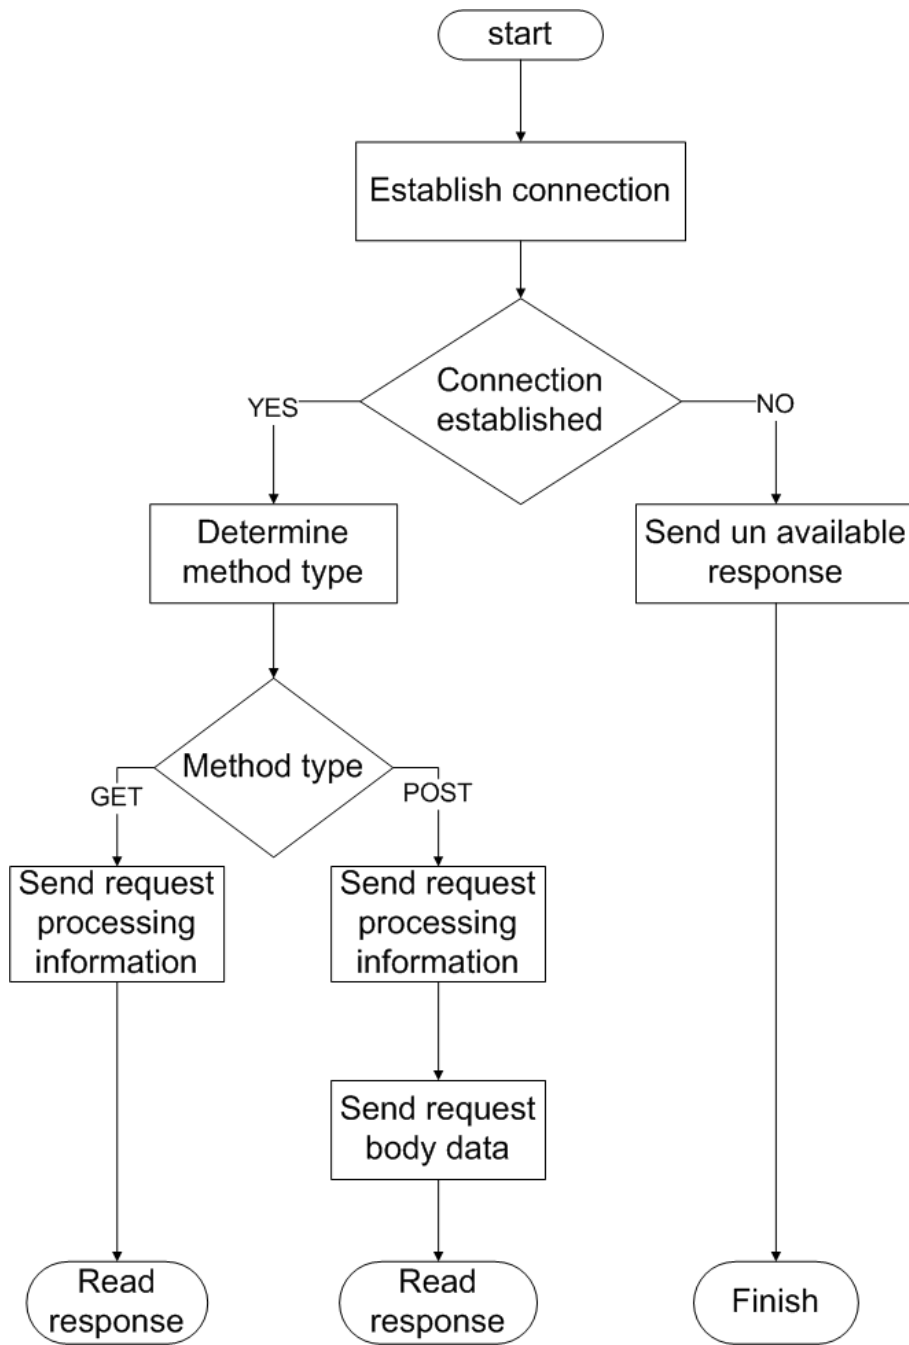 start
Establish connection
Connection
established
YES
NO
Determine
method type
Send un available
response
Method type
GET
POST
Send request
processing
information
Send request
processing
information
Send request
body data
Read
response
Read
response
Finish